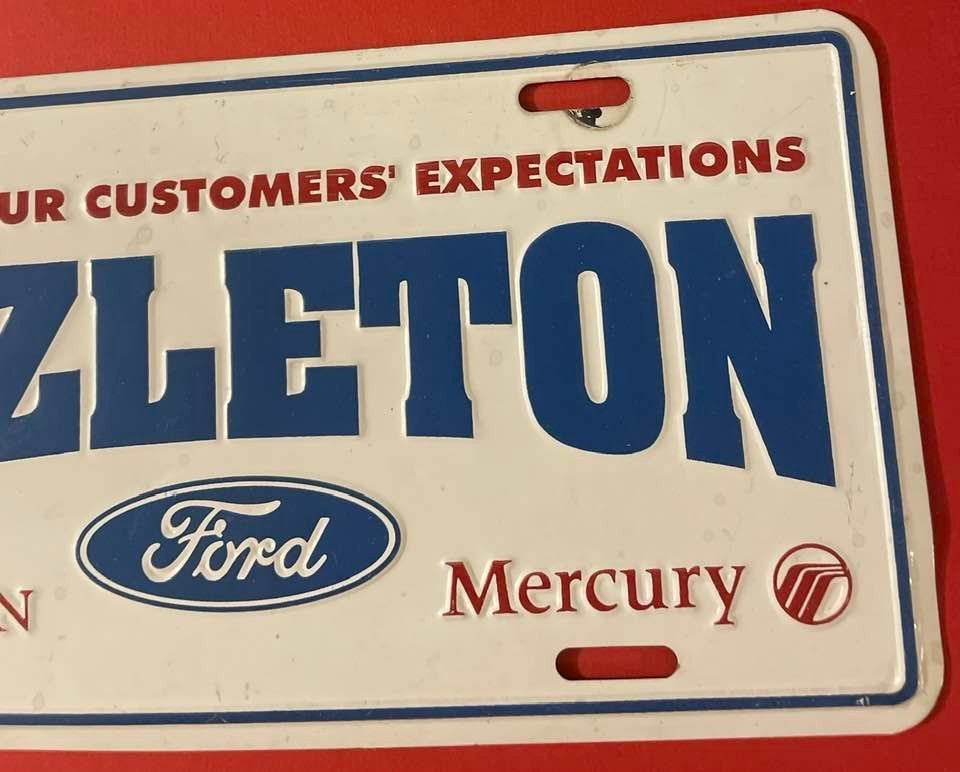 UR CUSTOMERS' EXPECTATIONS
ZLETON
N Ford Mercury